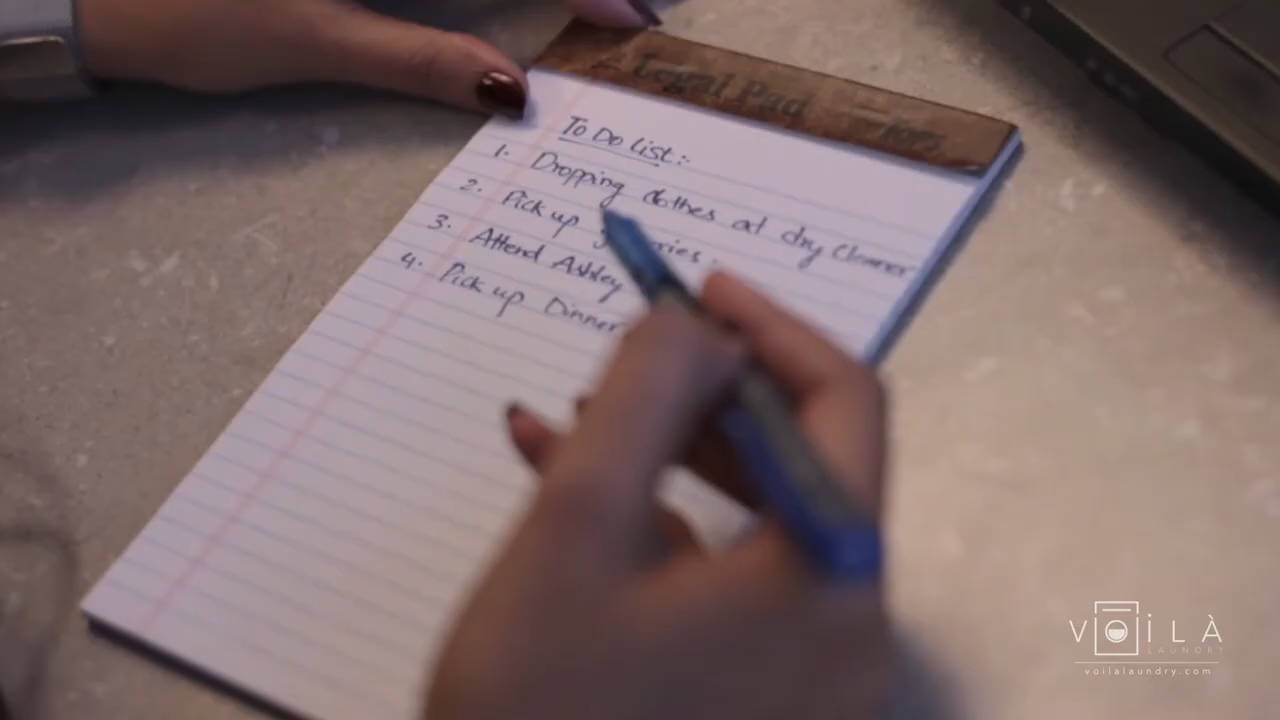 Legal Pad
To Do List:-
1. Dropping clothes at dry cleaner
2. Pick up
3. Attend Ashley
4. Pick up Dinner
VOILÀ
LAUNDRY
voilalaundry.com